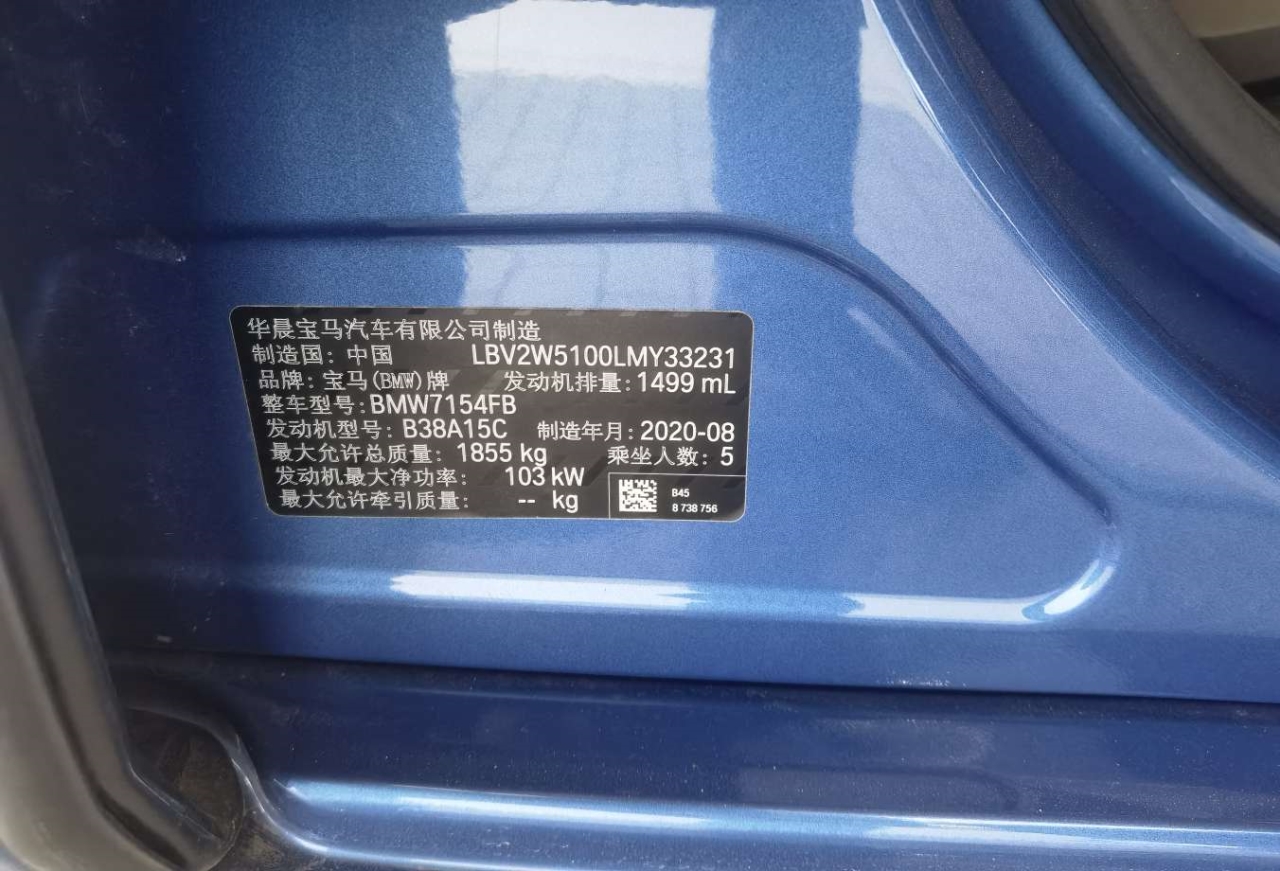 华晨宝马汽车有限公司制造
制造国：中国 LBV2W5100LMY33231
品牌：宝马(BMW)牌 发动机排量：1499 mL
整车型号：BMW7154FB
发动机型号：B38A15C 制造年月：2020-08
最大允许总质量：1855 kg 乘坐人数：5
发动机最大净功率： 103 kW
最大允许牵引质量： -- kg
B45
8 738 756